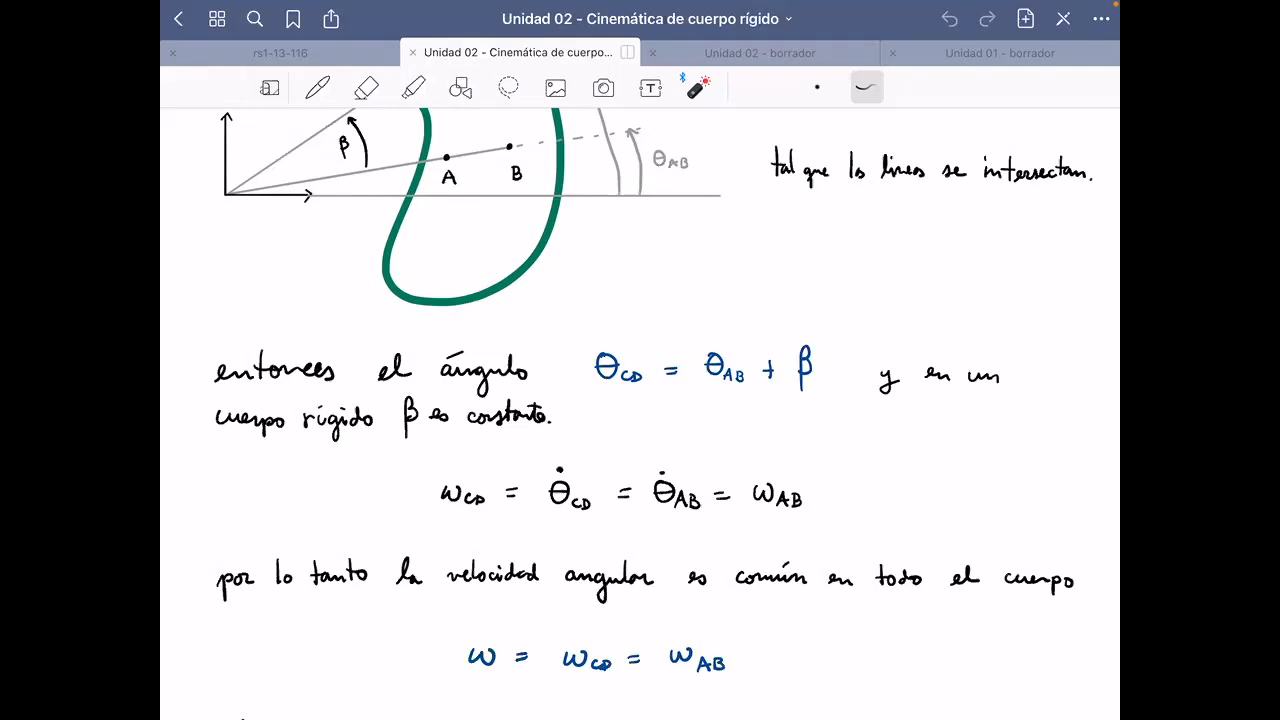 Unidad 02 - Cinemática de cuerpo rígido
rs1-13-116
Unidad 02 - Cinemática de cuerpo...
Unidad 02 - borrador
Unidad 01 - borrador
T
β
A
B
θAB
tal que las lineas se intersectan.
entonces el ángulo θCD = θAB + β y en un
cuerpo rígido β es constante.
ωCD = θ̇CD = θ̇AB = ωAB
por lo tanto la velocidad angular es común en todo el cuerpo
ω = ωCD = ωAB